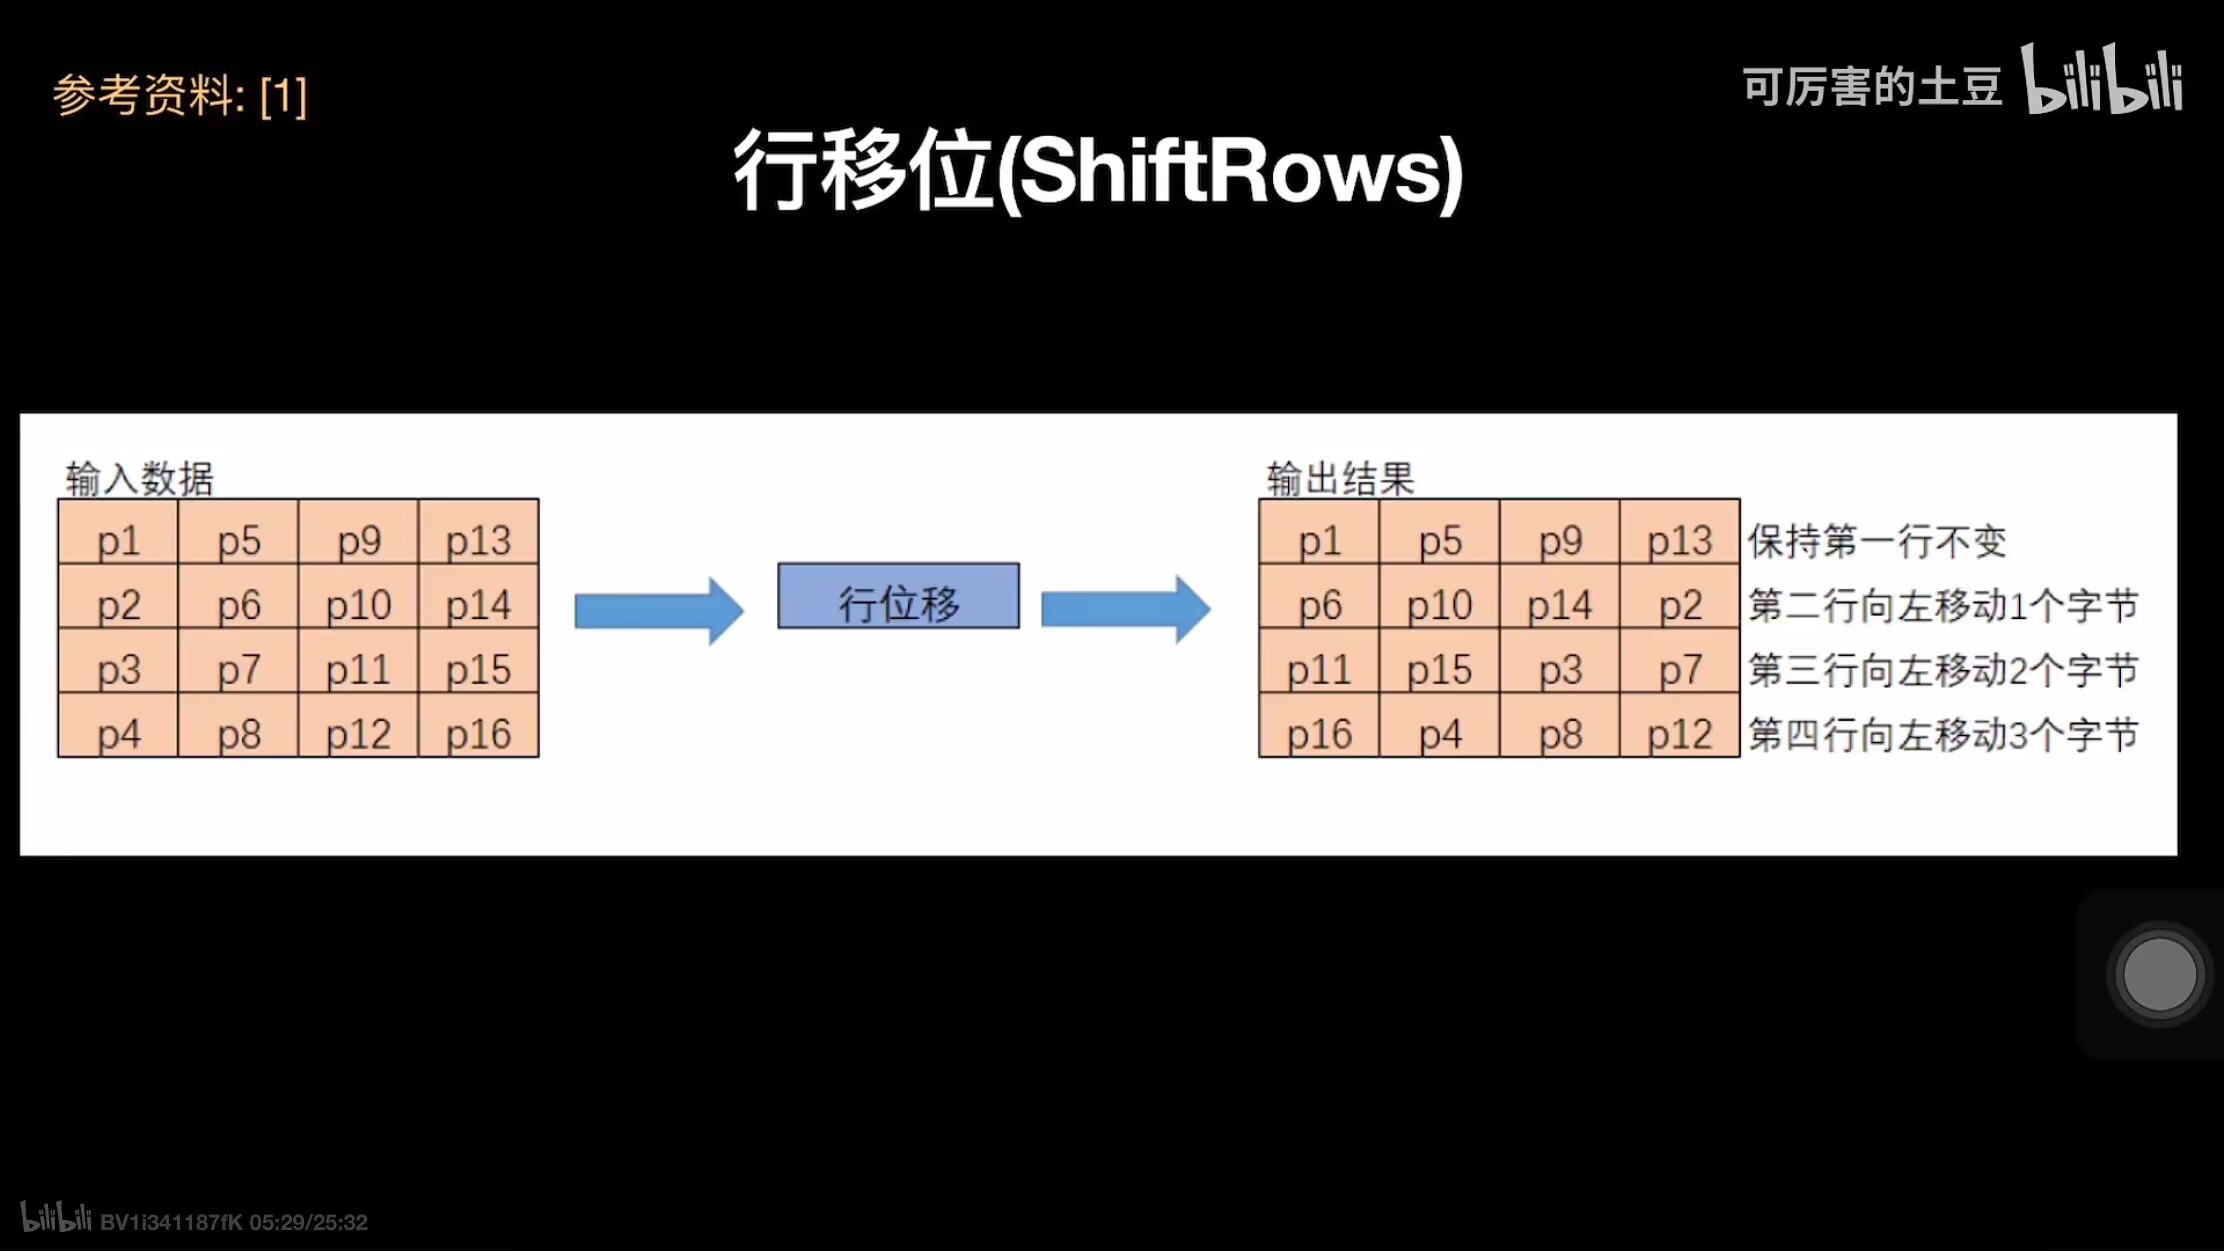 参考资料: [1]
可厉害的土豆 bilibili
行移位(ShiftRows)
输入数据
p1 p5 p9 p13
p2 p6 p10 p14
p3 p7 p11 p15
p4 p8 p12 p16
行位移
输出结果
p1 p5 p9 p13 保持第一行不变
p6 p10 p14 p2 第二行向左移动1个字节
p11 p15 p3 p7 第三行向左移动2个字节
p16 p4 p8 p12 第四行向左移动3个字节
bilibili BV1i341187fK 05:29/25:32